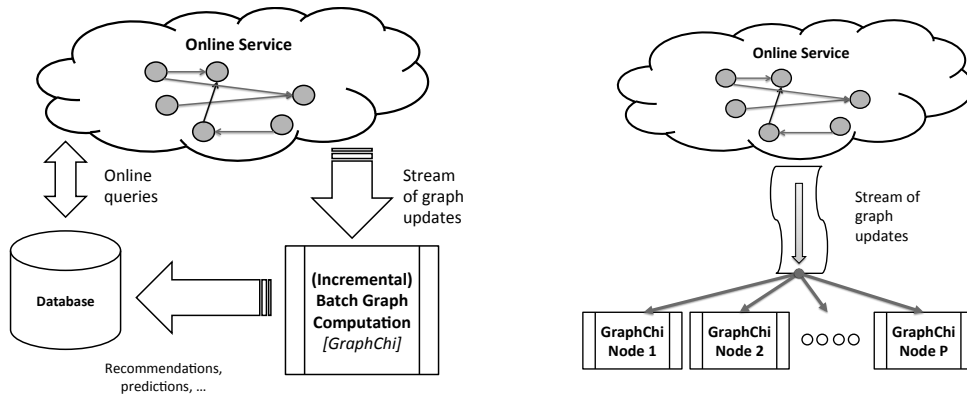 Online Service
Online
queries
Stream
of graph
updates
Database
(Incremental)
Batch Graph
Computation
[GraphChi]
Recommendations,
predictions, ...
Online Service
Stream of
graph
updates
GraphChi
Node 1
GraphChi
Node 2
GraphChi
Node P